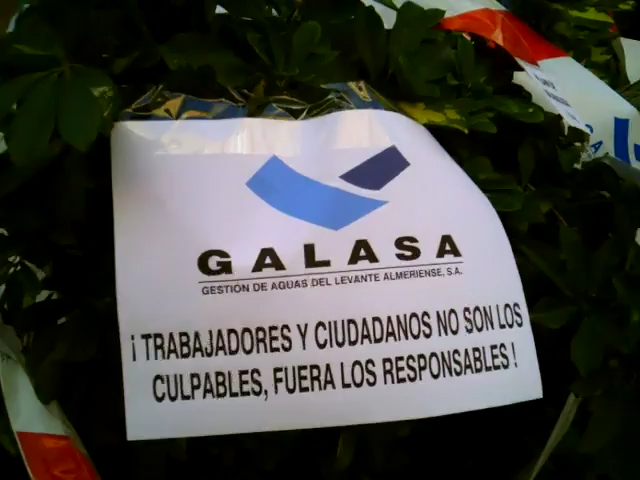 GALASA
GESTIÓN DE AGUAS DEL LEVANTE ALMERIENSE, S.A.
¡ TRABAJADORES Y CIUDADANOS NO SON LOS
CULPABLES, FUERA LOS RESPONSABLES !